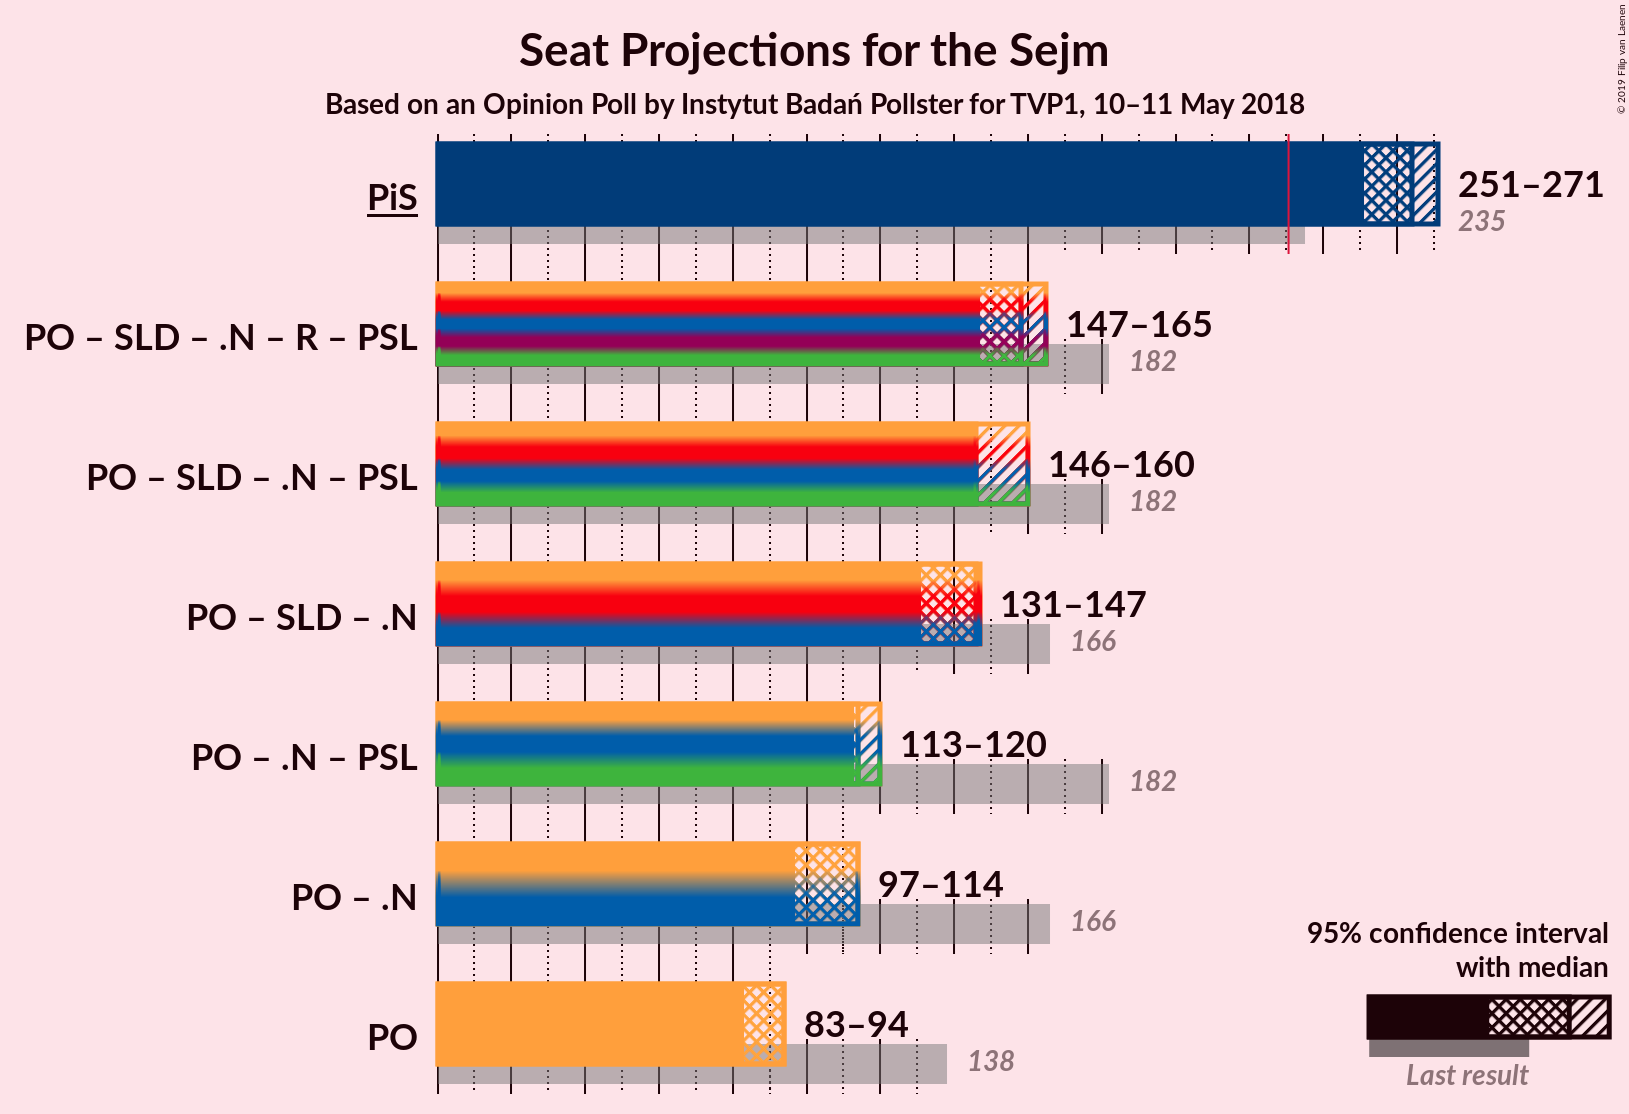 Seat Projections for the Sejm
Based on an Opinion Poll by Instytut Badań Pollster for TVP1, 10–11 May 2018
© 2019 Filip van Laenen
PiS
251–271
235
PO – SLD – .N – R – PSL
147–165
182
PO – SLD – .N – PSL
146–160
182
PO – SLD – .N
131–147
166
PO – .N – PSL
113–120
182
PO – .N
97–114
166
PO
83–94
138
95% confidence interval
with median
Last result